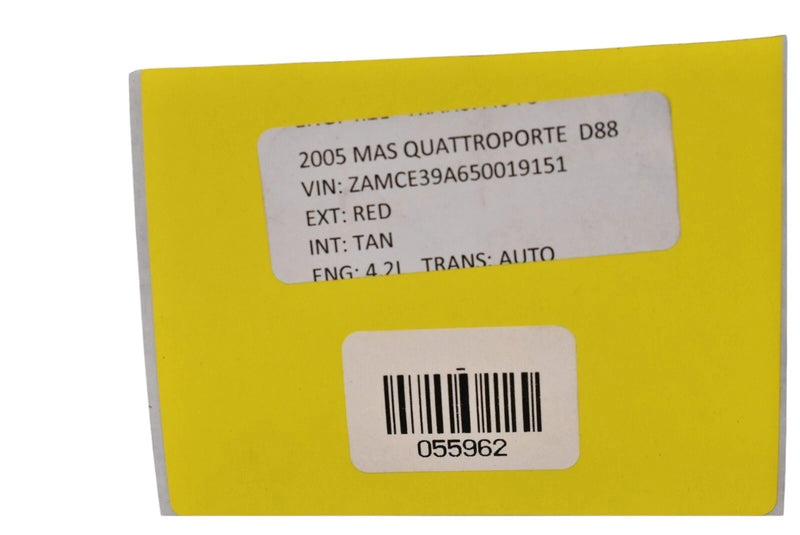 2005 MAS QUATTROPORTE D88
VIN: ZAMCE39A650019151
EXT: RED
INT: TAN
ENG: 4.2L TRANS: AUTO
055962